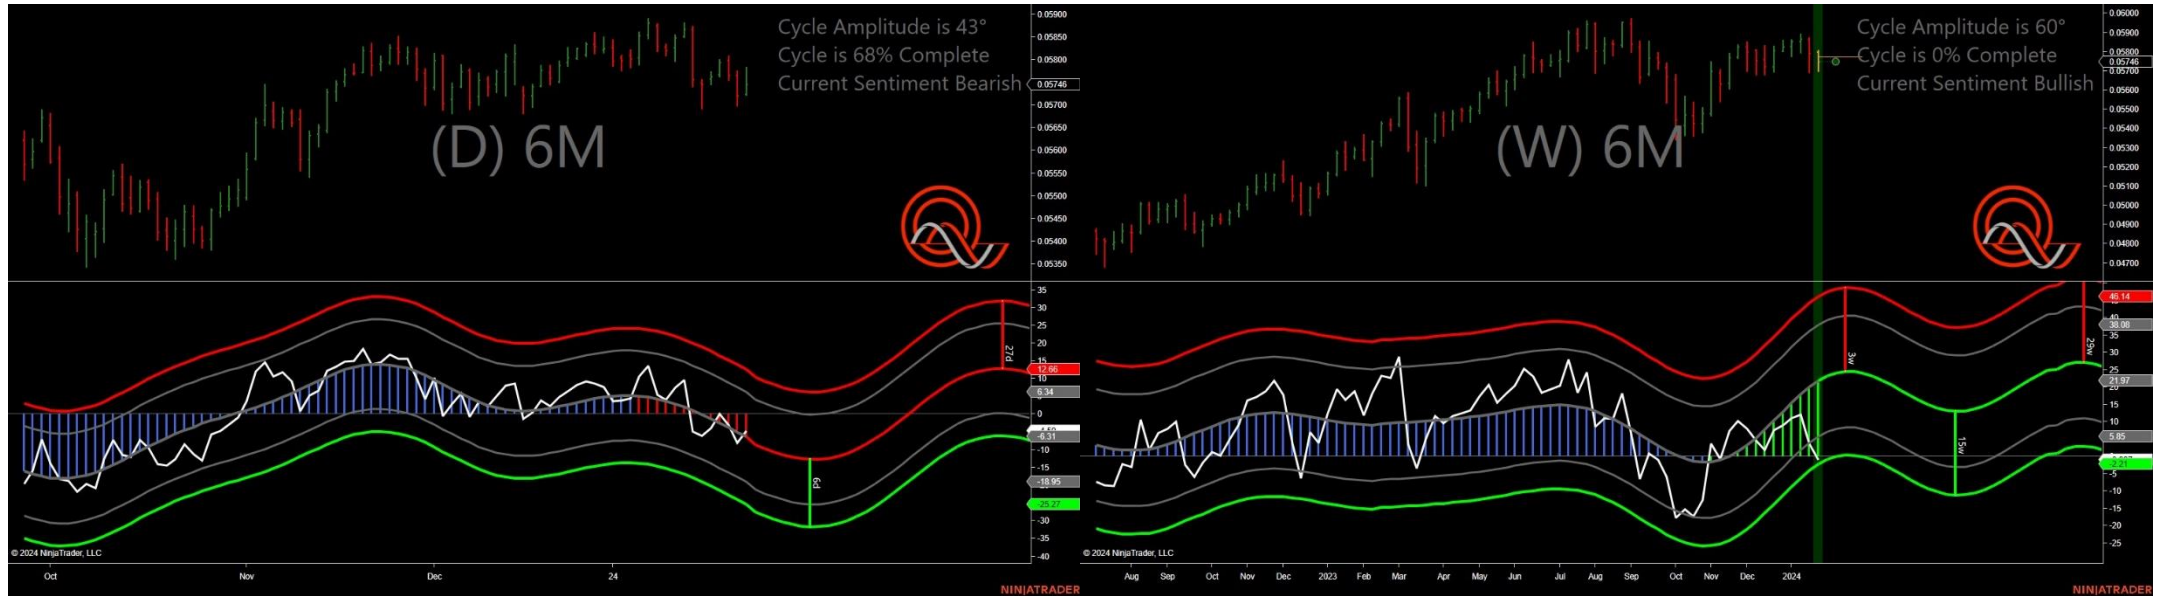 Cycle Amplitude is 43°
Cycle is 68% Complete
Current Sentiment Bearish
(D) 6M
0.05900
0.05850
0.05800
0.05746
0.05700
0.05650
0.05600
0.05550
0.05500
0.05450
0.05400
0.05350
35
30
25
20
15
12.66
10
6.34
0
-6.31
-10
-15
-18.95
-25.27
-30
-35
-40
27d
6d
© 2024 NinjaTrader, LLC
Oct
Nov
Dec
24
NINJATRADER
Cycle Amplitude is 60°
Cycle is 0% Complete
Current Sentiment Bullish
(W) 6M
0.06000
0.05900
0.05800
0.05746
0.05700
0.05600
0.05500
0.05400
0.05300
0.05200
0.05100
0.05000
0.04900
0.04800
0.04700
46.14
38.08
35
30
25
21.97
15
10
5.85
-2.21
-10
-15
-20
-25
3w
15w
29w
© 2024 NinjaTrader, LLC
Aug
Sep
Oct
Nov
Dec
2023
Feb
Mar
Apr
May
Jun
Jul
Aug
Sep
Oct
Nov
Dec
2024
NINJATRADER